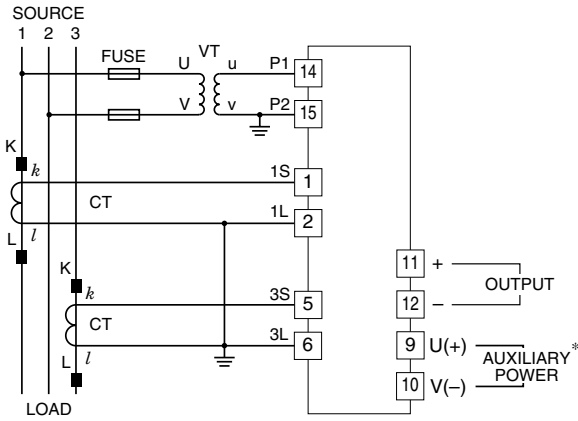 SOURCE
1 2 3
FUSE
U VT u P1 14
V v P2 15
K
k 1S 1
CT
1L 2
L l
11 +
OUTPUT
12 −
K
k 3S 5
CT
3L 6
L l
9 U(+)
AUXILIARY *
POWER
10 V(−)
LOAD